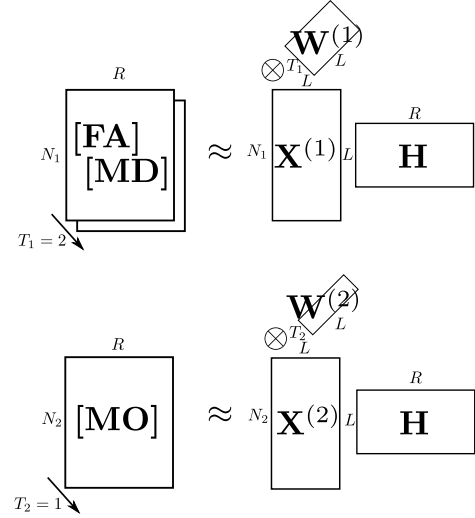 W^(1)
R
⊗ T₁ L
L
R
N₁ [FA] ≈ N₁ X^(1) L H
[MD]
T₁ = 2
W^(2)
R
⊗ T₂ L
L
R
N₂ [MO] ≈ N₂ X^(2) L H
T₂ = 1